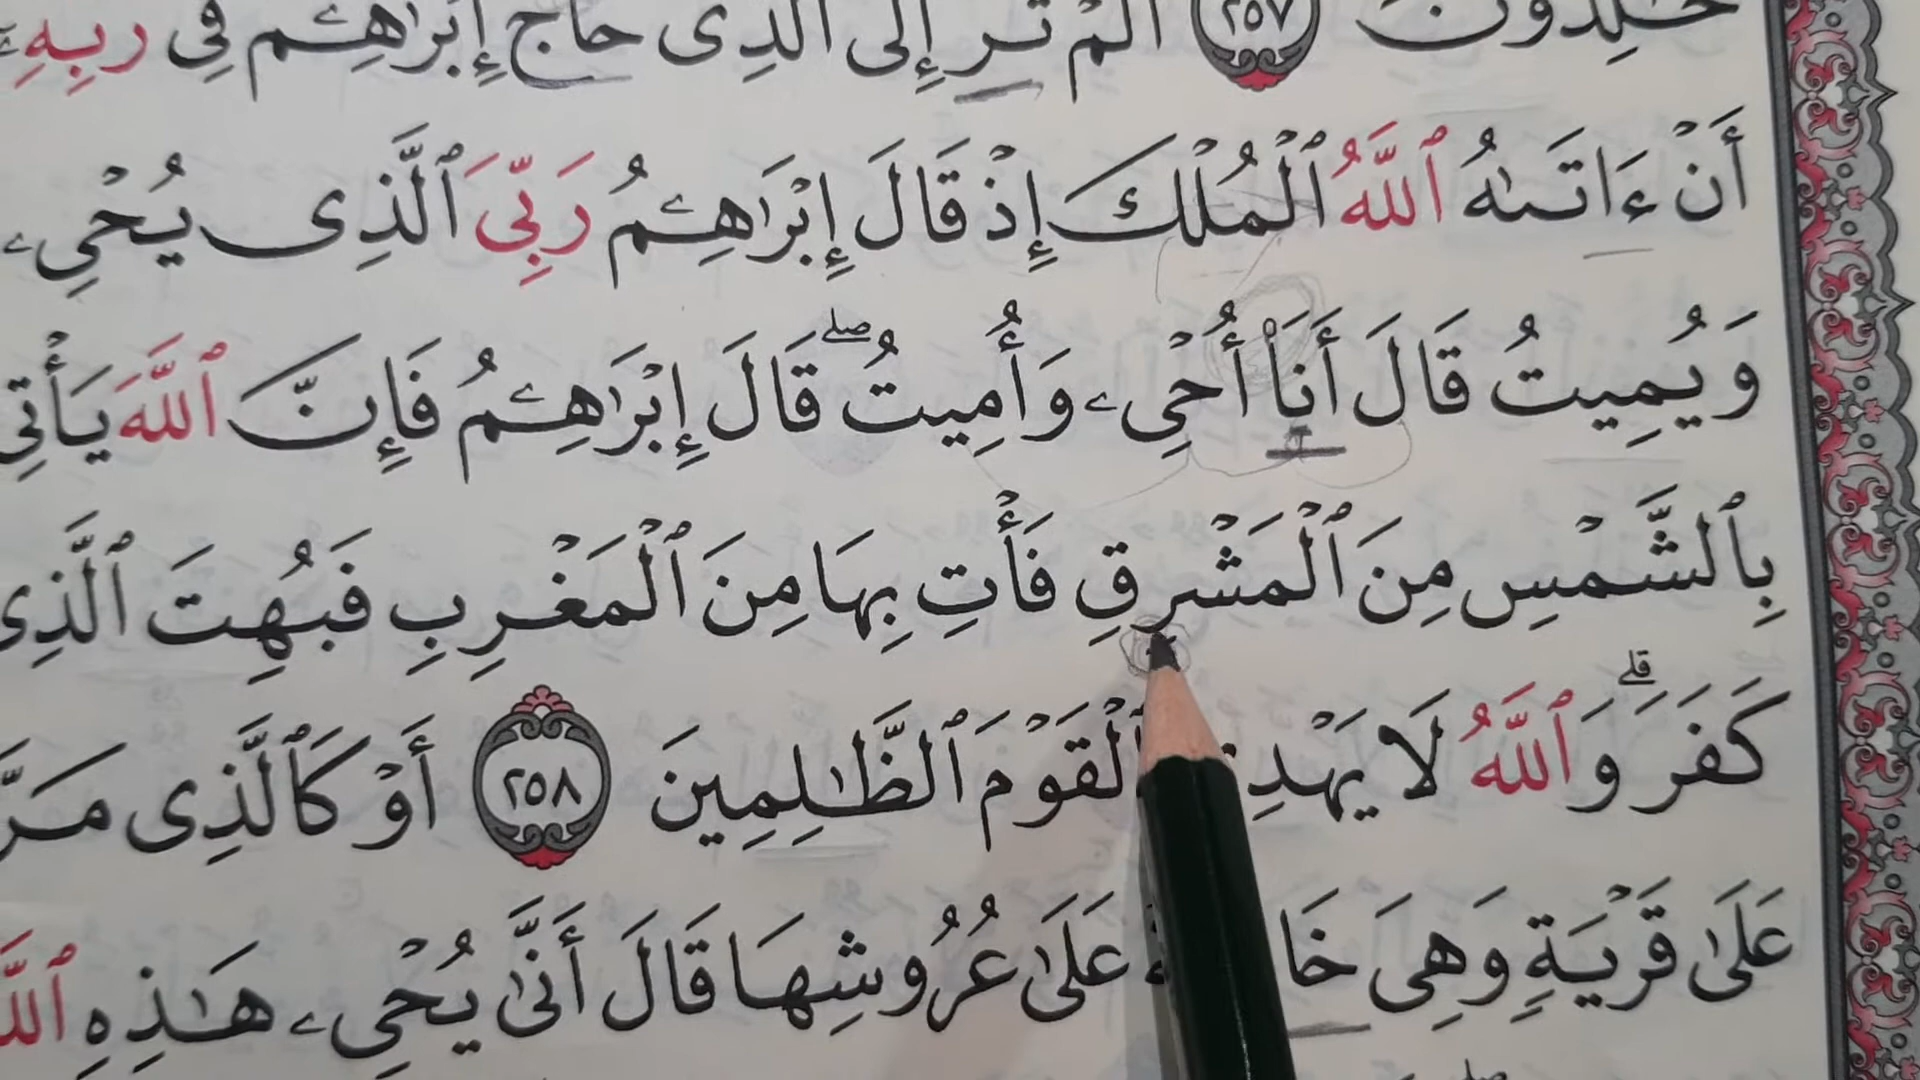 خَٰلِدُونَ ٢٥٧ أَلَمْ تَرَ إِلَى ٱلَّذِى حَآجَّ إِبْرَٰهِـۧمَ فِى رَبِّهِۦٓ
أَنْ ءَاتَىٰهُ ٱللَّهُ ٱلْمُلْكَ إِذْ قَالَ إِبْرَٰهِـۧمُ رَبِّىَ ٱلَّذِى يُحْىِۦ
وَيُمِيتُ قَالَ أَنَا۠ أُحْىِۦ وَأُمِيتُ ۖ قَالَ إِبْرَٰهِـۧمُ فَإِنَّ ٱللَّهَ يَأْتِى
بِٱلشَّمْسِ مِنَ ٱلْمَشْرِقِ فَأْتِ بِهَا مِنَ ٱلْمَغْرِبِ فَبُهِتَ ٱلَّذِى
كَفَرَ ۗ وَٱللَّهُ لَا يَهْدِى ٱلْقَوْمَ ٱلظَّٰلِمِينَ ٢٥٨ أَوْ كَٱلَّذِى مَرَّ
عَلَىٰ قَرْيَةٍ وَهِىَ عَلَىٰ عُرُوشِهَا قَالَ أَنَّىٰ يُحْىِۦ هَٰذِهِ ٱللَّهُ